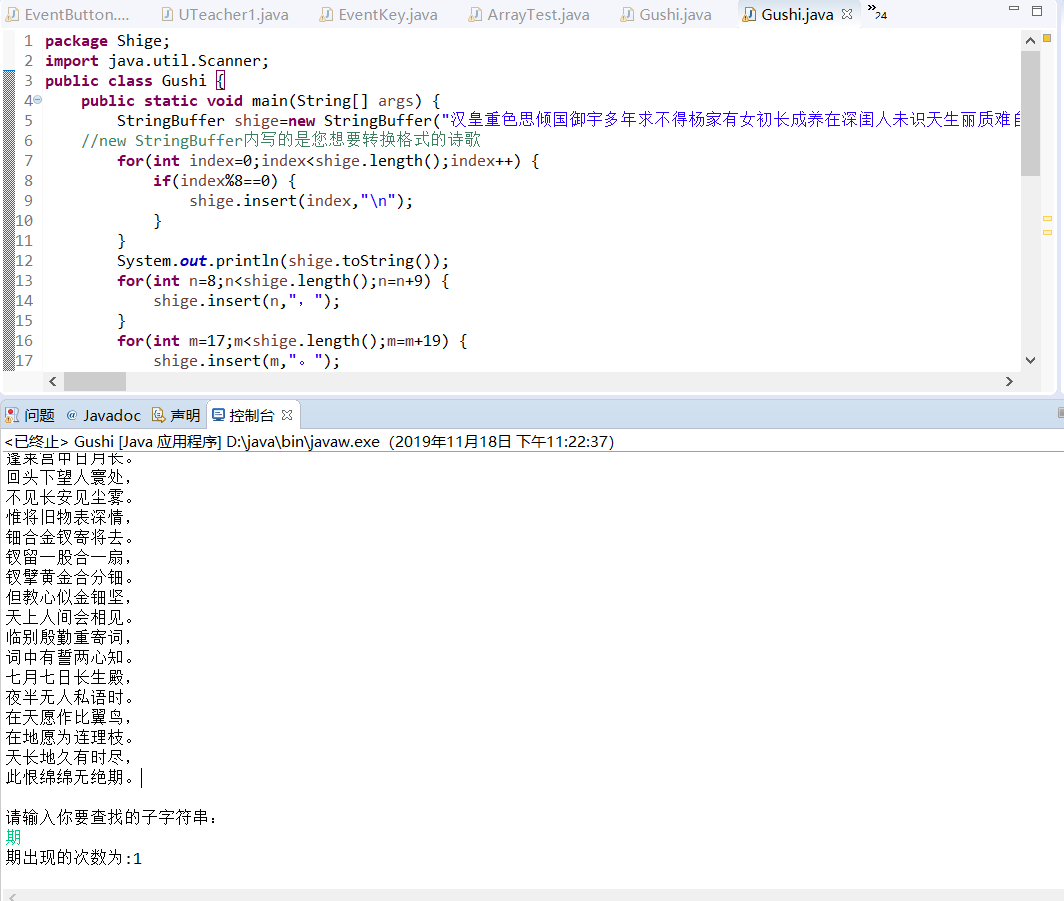 EventButton.... UTeacher1.java EventKey.java ArrayTest.java Gushi.java Gushi.java 24
1 package Shige;
2 import java.util.Scanner;
3 public class Gushi {
4 public static void main(String[] args) {
5 StringBuffer shige=new StringBuffer("汉皇重色思倾国御宇多年求不得杨家有女初长成养在深闺人未识天生丽质难自
6 //new StringBuffer内写的是您想要转换格式的诗歌
7 for(int index=0;index<shige.length();index++) {
8 if(index%8==0) {
9 shige.insert(index,"\n");
10 }
11 }
12 System.out.println(shige.toString());
13 for(int n=8;n<shige.length();n=n+9) {
14 shige.insert(n,"，");
15 }
16 for(int m=17;m<shige.length();m=m+19) {
17 shige.insert(m,"。");
问题 @ Javadoc 声明 控制台
<已终止> Gushi [Java 应用程序] D:\java\bin\javaw.exe（2019年11月18日 下午11:22:37）
蓬莱宫中日月长。
回头下望人寰处，
不见长安见尘雾。
惟将旧物表深情，
钿合金钗寄将去。
钗留一股合一扇，
钗擘黄金合分钿。
但教心似金钿坚，
天上人间会相见。
临别殷勤重寄词，
词中有誓两心知。
七月七日长生殿，
夜半无人私语时。
在天愿作比翼鸟，
在地愿为连理枝。
天长地久有时尽，
此恨绵绵无绝期。
请输入你要查找的子字符串：
期
期出现的次数为:1